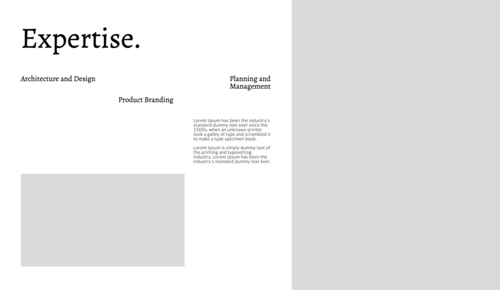 Expertise.
Architecture and Design
Planning and
Management
Product Branding
Lorem Ipsum has been the industry's
standard dummy text ever since the
1500s, when an unknown printer
took a galley of type and scrambled it
to make a type specimen book.
Lorem Ipsum is simply dummy text of
the printing and typesetting
industry. Lorem Ipsum has been the
industry's standard dummy text ever.